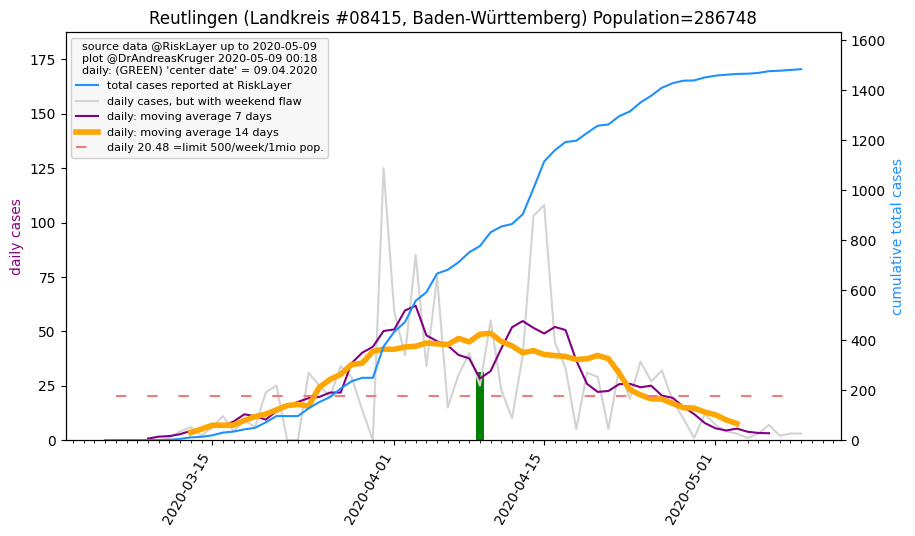 Reutlingen (Landkreis #08415, Baden-Württemberg) Population=286748
source data @RiskLayer up to 2020-05-09
plot @DrAndreasKruger 2020-05-09 00:18
daily: (GREEN) 'center date' = 09.04.2020
total cases reported at RiskLayer
daily cases, but with weekend flaw
daily: moving average 7 days
daily: moving average 14 days
daily 20.48 =limit 500/week/1mio pop.
175
150
125
100
75
50
25
0
daily cases
1600
1400
1200
1000
800
600
400
200
0
cumulative total cases
2020-03-15
2020-04-01
2020-04-15
2020-05-01